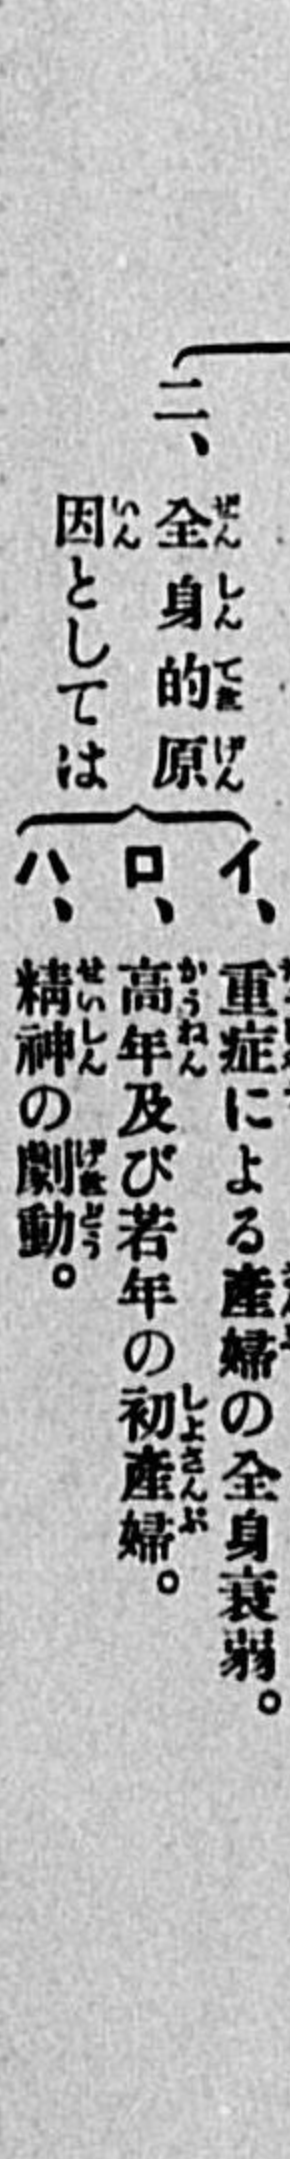 二、
全身的原
因としては
イ、重症による産婦の全身衰弱。
ロ、高年及び若年の初産婦。
ハ、精神の劇動。